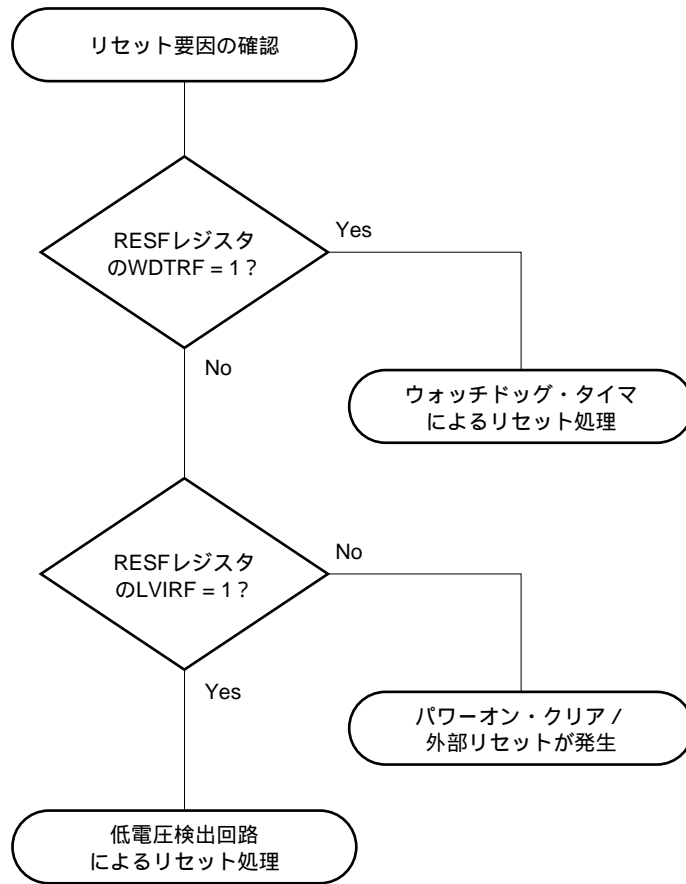 リセット要因の確認
RESFレジスタ
のWDTRF = 1？
Yes
No
ウォッチドッグ・タイマ
によるリセット処理
RESFレジスタ
のLVIRF = 1？
No
Yes
パワーオン・クリア /
外部リセットが発生
低電圧検出回路
によるリセット処理